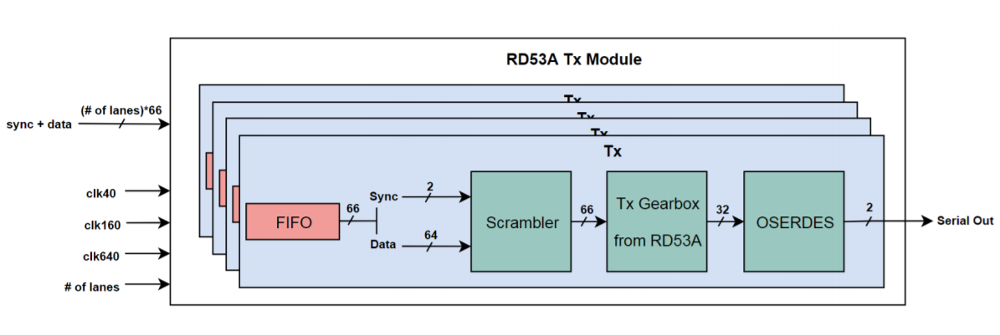 RD53A Tx Module
(# of lanes)*66
sync + data
Tx
Tx
Tx
Tx
clk40
clk160
clk640
# of lanes
FIFO
66
Sync
2
Data
64
Scrambler
66
Tx Gearbox
from RD53A
32
OSERDES
2
Serial Out